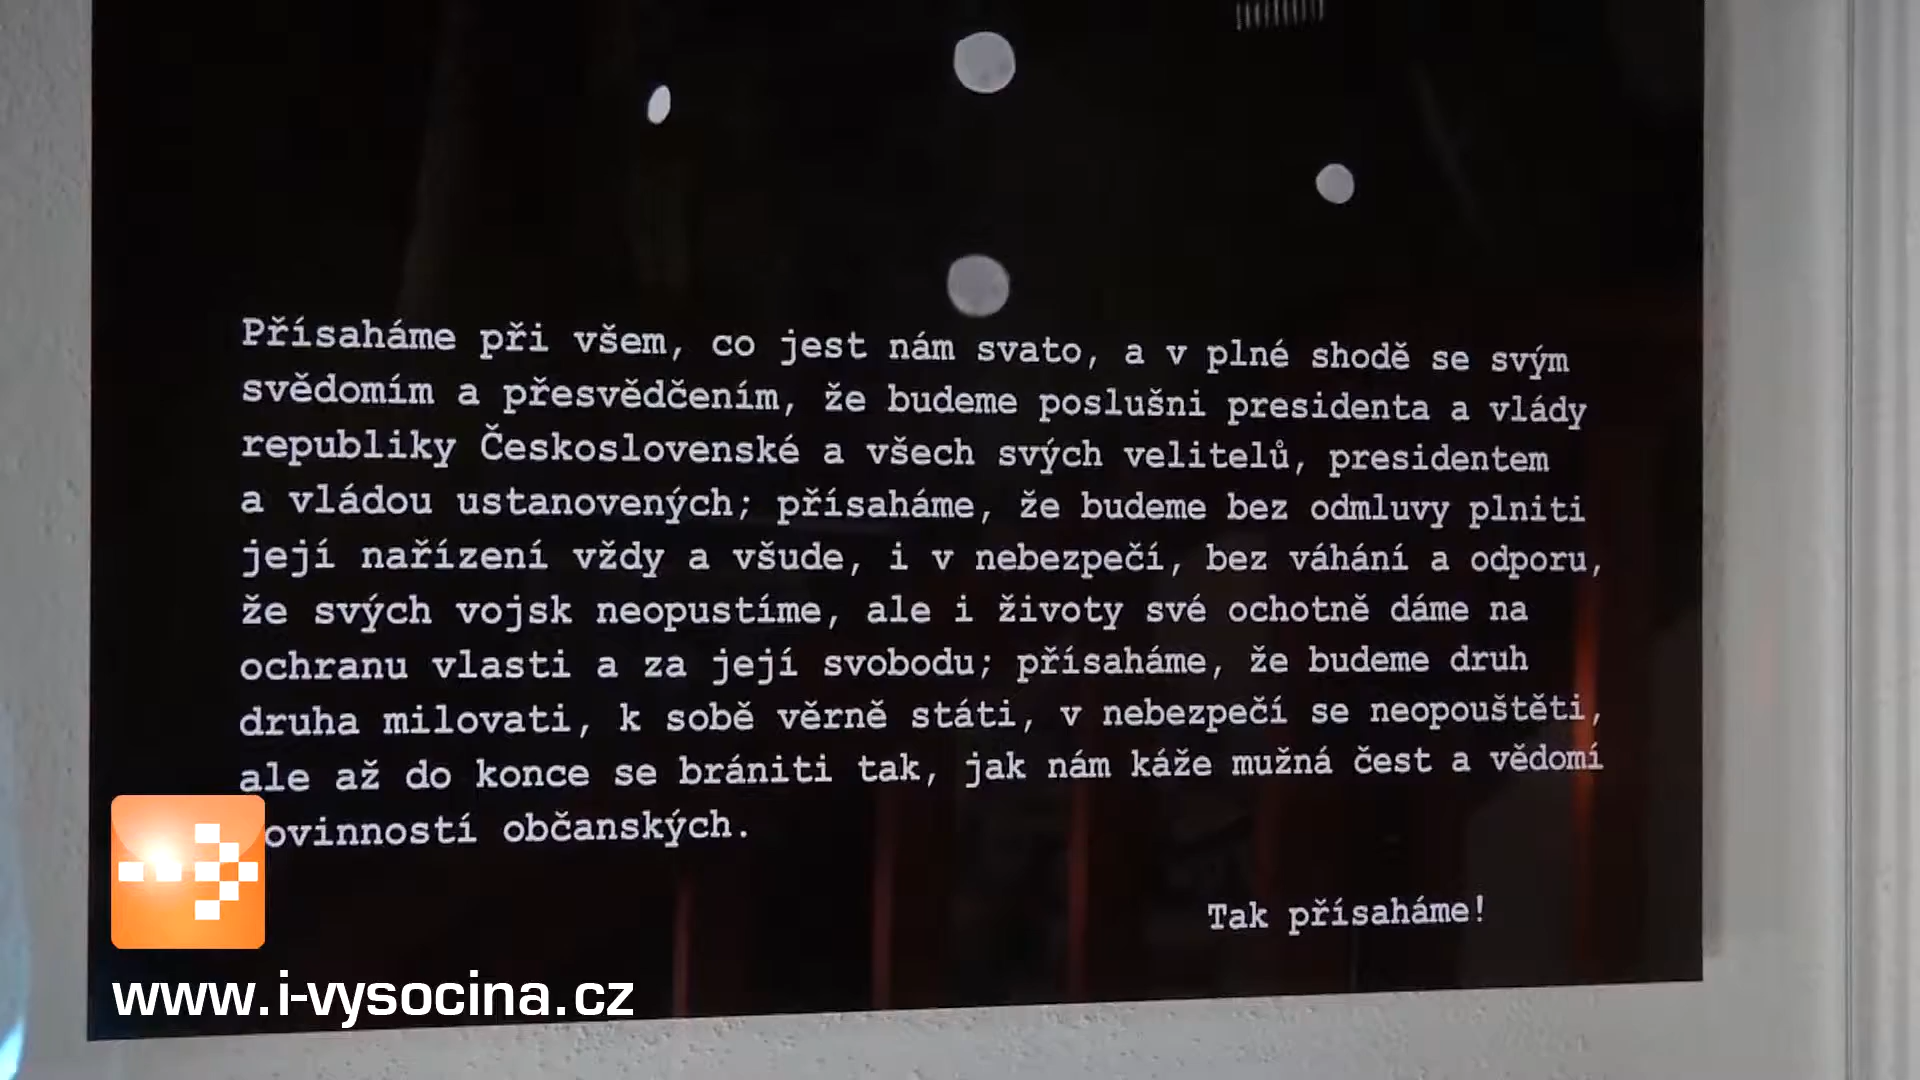 Přísaháme při všem, co jest nám svato, a v plné shodě se svým
svědomím a přesvědčením, že budeme poslušni presidenta a vlády
republiky Československé a všech svých velitelů, presidentem
a vládou ustanovených; přísaháme, že budeme bez odmluvy plniti
její nařízení vždy a všude, i v nebezpečí, bez váhání a odporu,
že svých vojsk neopustíme, ale i životy své ochotně dáme na
ochranu vlasti a za její svobodu; přísaháme, že budeme druh
druha milovati, k sobě věrně státi, v nebezpečí se neopouštěti,
ale až do konce se brániti tak, jak nám káže mužná čest a vědomí
ovinností občanských.
Tak přísaháme!
www.i-vysocina.cz